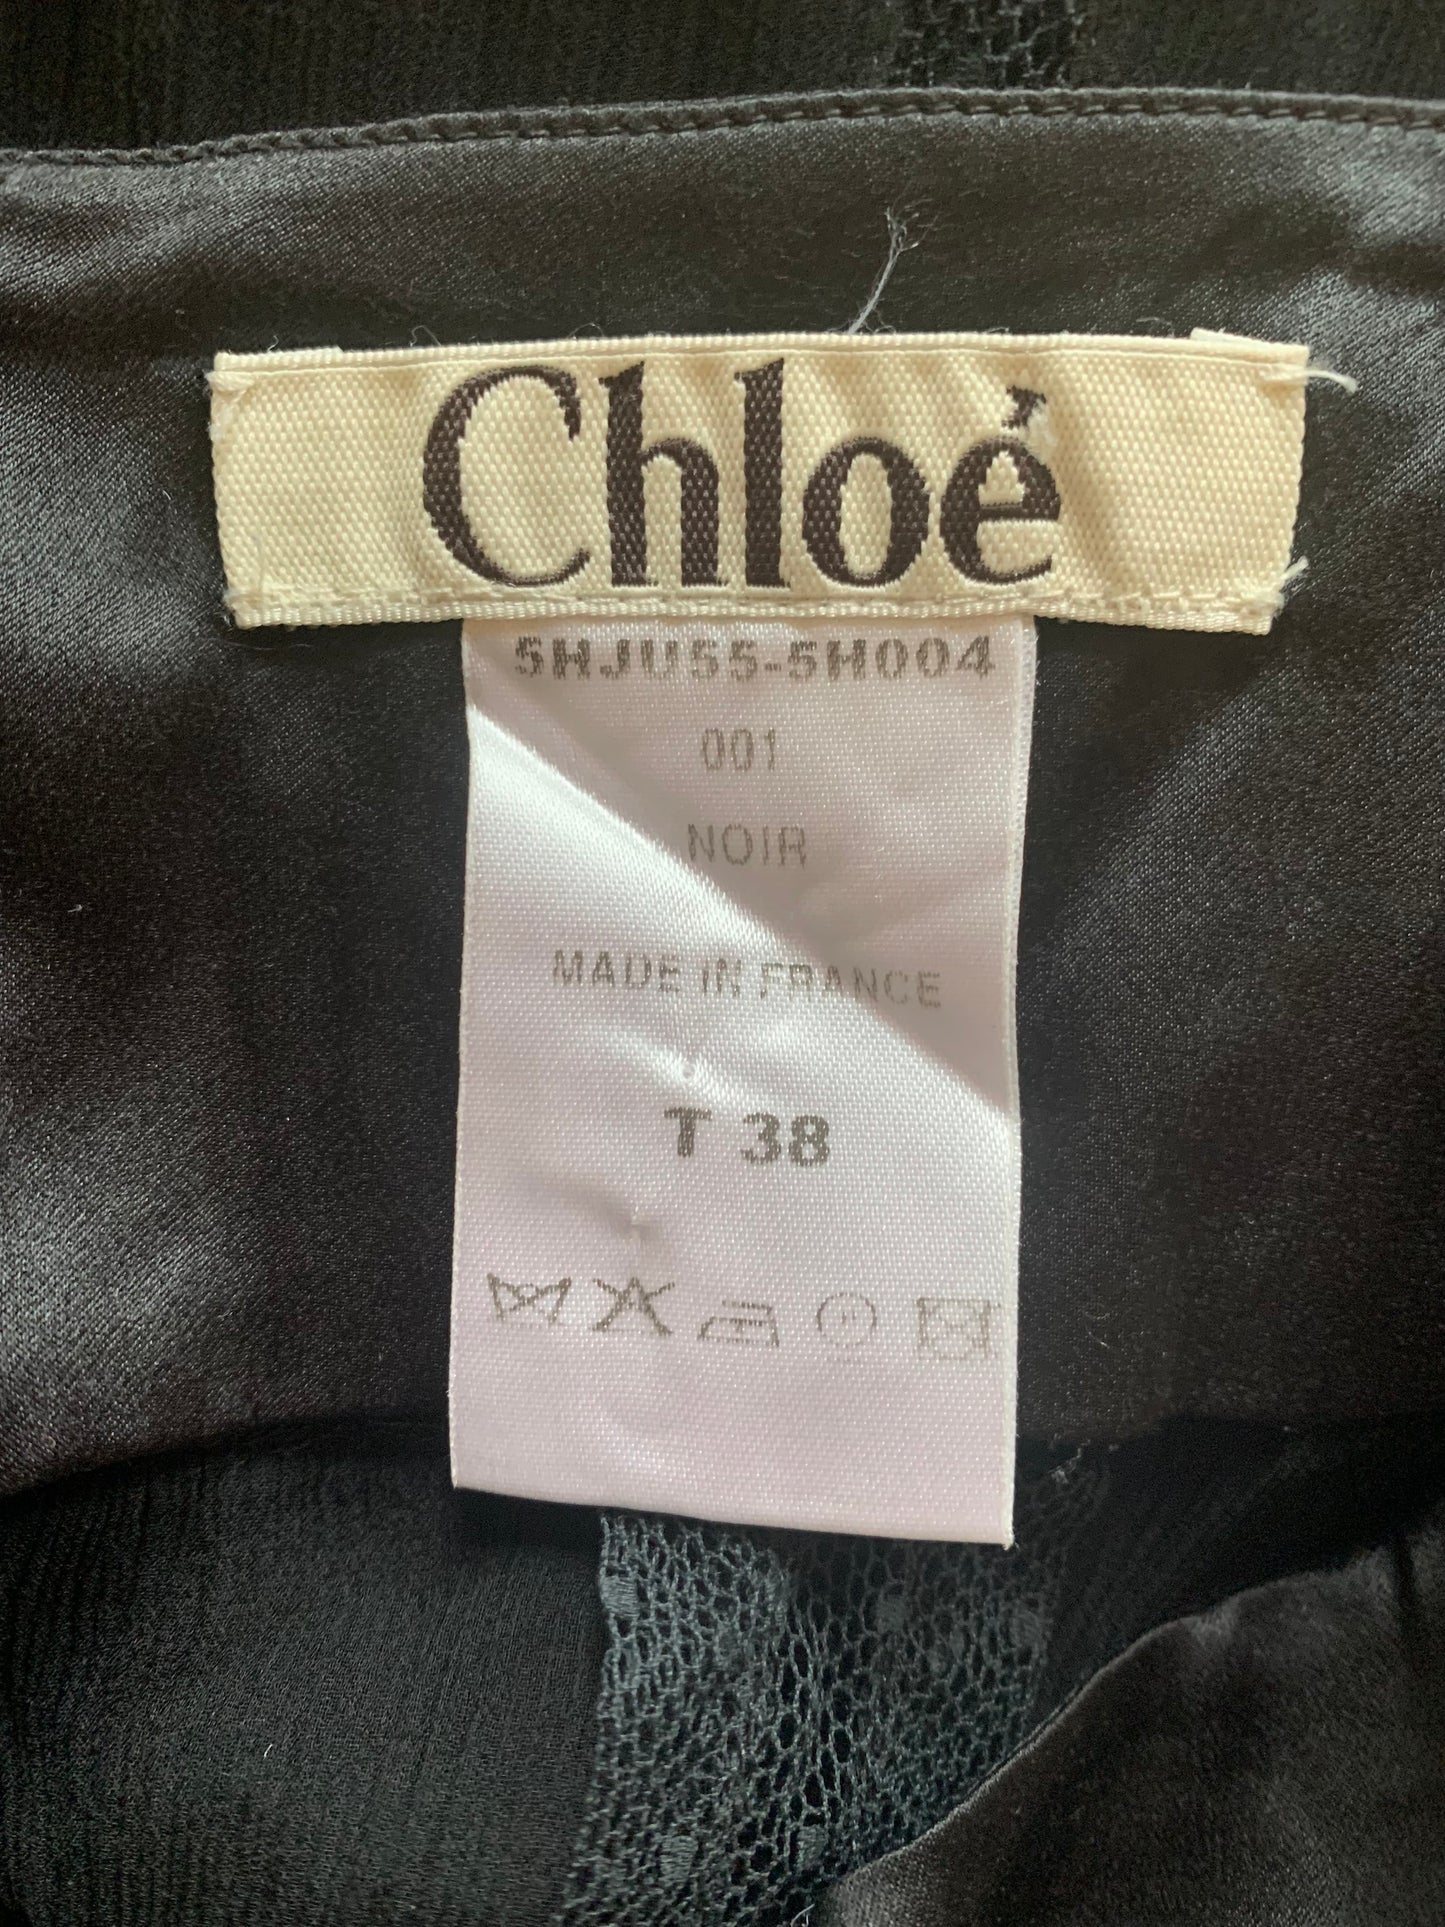 Chloé
5HJU55-5H004
001
NOIR
MADE IN FRANCE
T 38